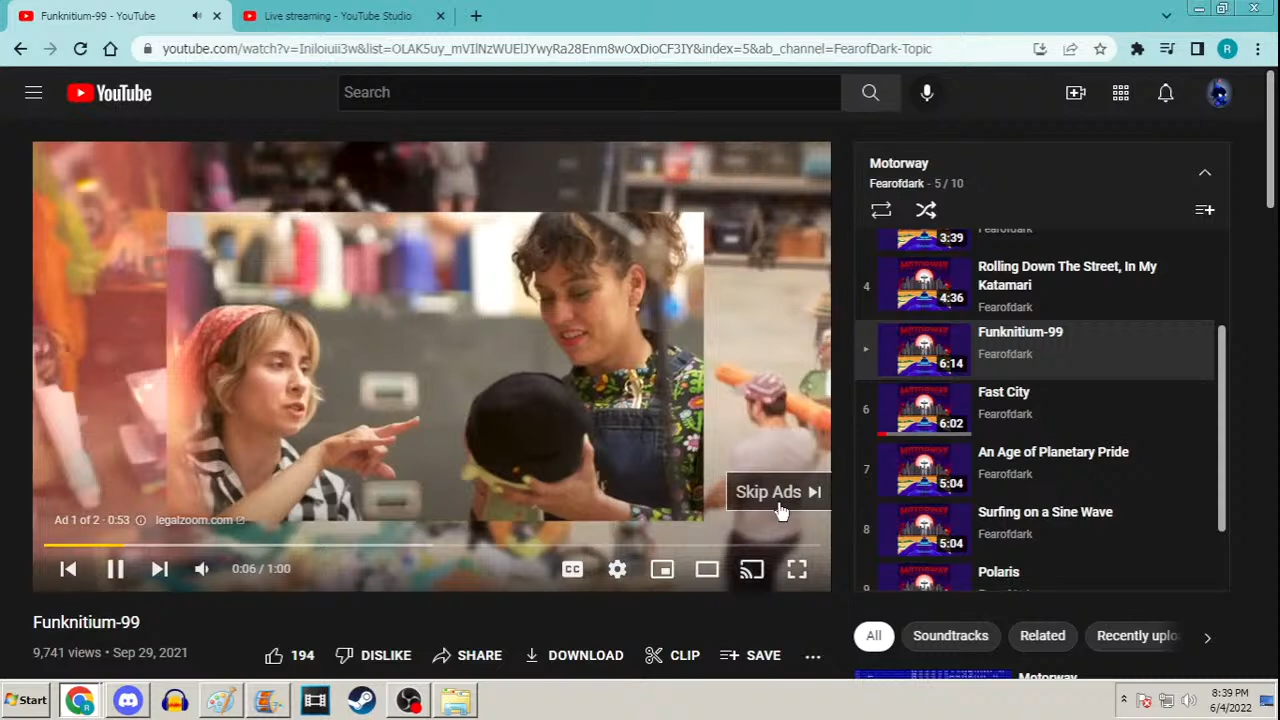 Funknitium-99 - YouTube
Live streaming - YouTube Studio
youtube.com/watch?v=Iniloiui3w&list=OLAK5uy_mVIlNzWUElJYwyRa28Enm8wOxDioCF3IY&index=5&ab_channel=FearofDark-Topic
R
YouTube
Search
Motorway
Fearofdark - 5 / 10
3:39
Fearofdark
4
4:36
Rolling Down The Street, In My
Katamari
Fearofdark
6:14
Funknitium-99
Fearofdark
6
6:02
Fast City
Fearofdark
7
5:04
An Age of Planetary Pride
Fearofdark
8
5:04
Surfing on a Sine Wave
Fearofdark
Polaris
Skip Ads
Ad 1 of 2 · 0:53
legalzoom.com
0:06 / 1:00
CC
Funknitium-99
9,741 views • Sep 29, 2021
194
DISLIKE
SHARE
DOWNLOAD
CLIP
SAVE
All
Soundtracks
Related
Recently uplo
Motorway
Start
8:39 PM
6/4/2022